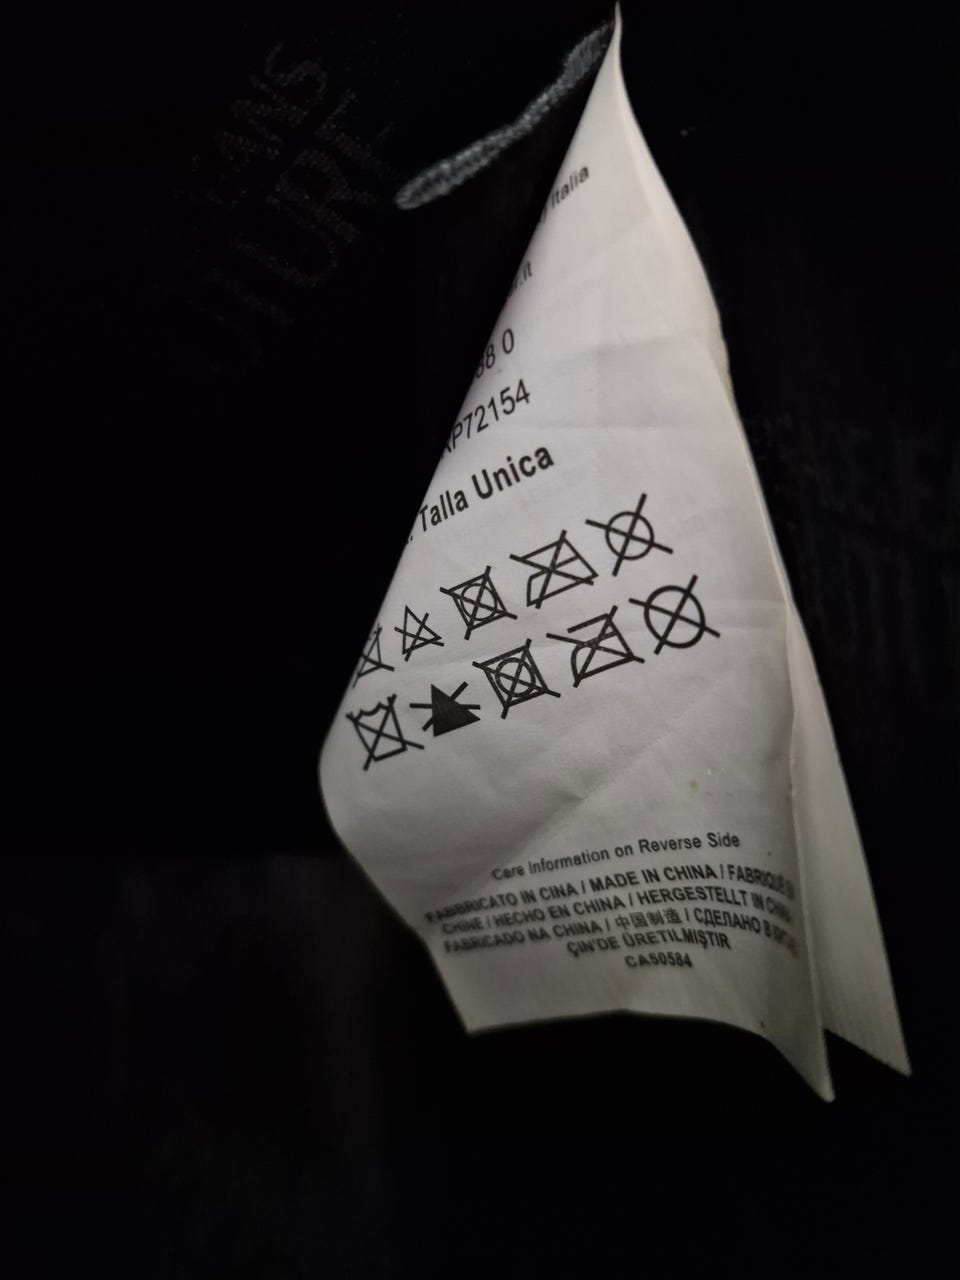 Italia
.it
88 0
P72154
Talla Unica
Care Information on Reverse Side
FABBRICATO IN CINA / MADE IN CHINA / FABRIQUÉ
CHINE / HECHO EN CHINA / HERGESTELLT IN
FABRICADO NA CHINA / 中国制造 / СДЕЛАНО В
ÇİN'DE ÜRETİLMİŞTİR
CA50584